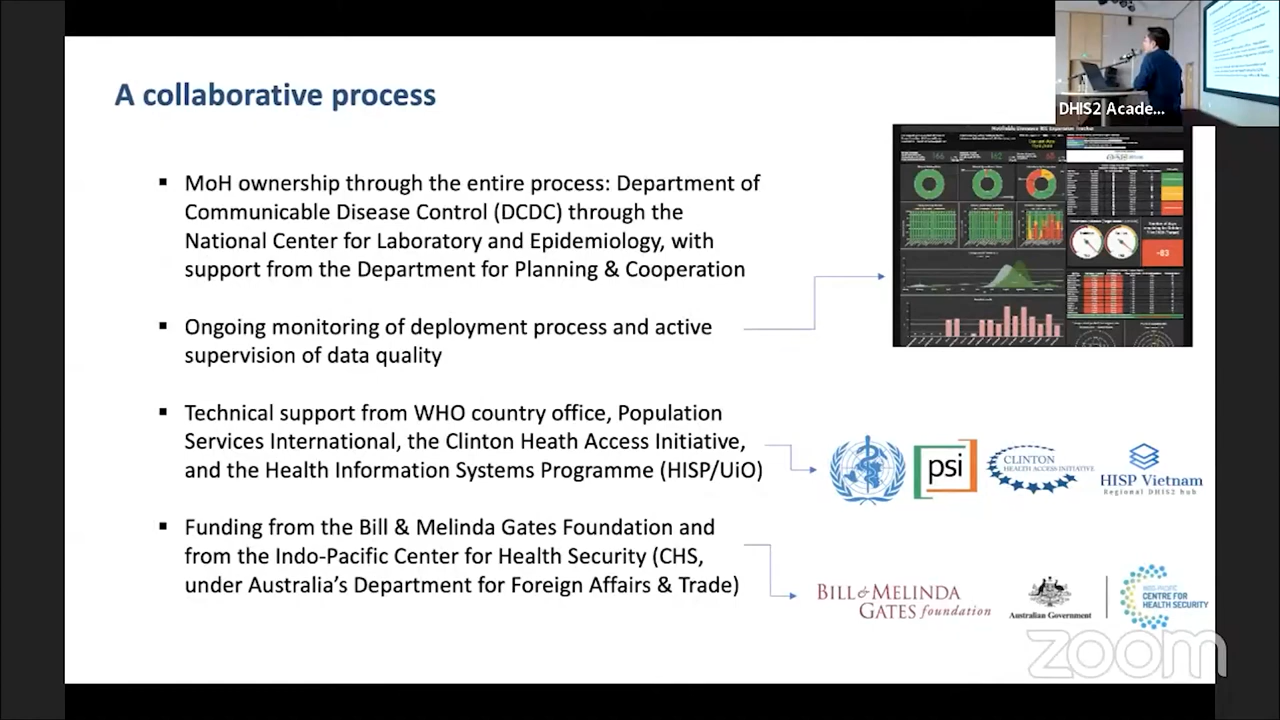 A collaborative process
DHIS2 Acade...
▪ MoH ownership through the entire process: Department of
Communicable Disease Control (DCDC) through the
National Center for Laboratory and Epidemiology, with
support from the Department for Planning & Cooperation
▪ Ongoing monitoring of deployment process and active
supervision of data quality
▪ Technical support from WHO country office, Population
Services International, the Clinton Heath Access Initiative,
and the Health Information Systems Programme (HISP/UiO)
▪ Funding from the Bill & Melinda Gates Foundation and
from the Indo-Pacific Center for Health Security (CHS,
under Australia's Department for Foreign Affairs & Trade)
-83
psi
CLINTON
HEALTH ACCESS INITIATIVE
HISP Vietnam
Regional DHIS2 hub
BILL & MELINDA
GATES foundation
Australian Government
INDO-PACIFIC
CENTRE FOR
HEALTH SECURITY
zoom